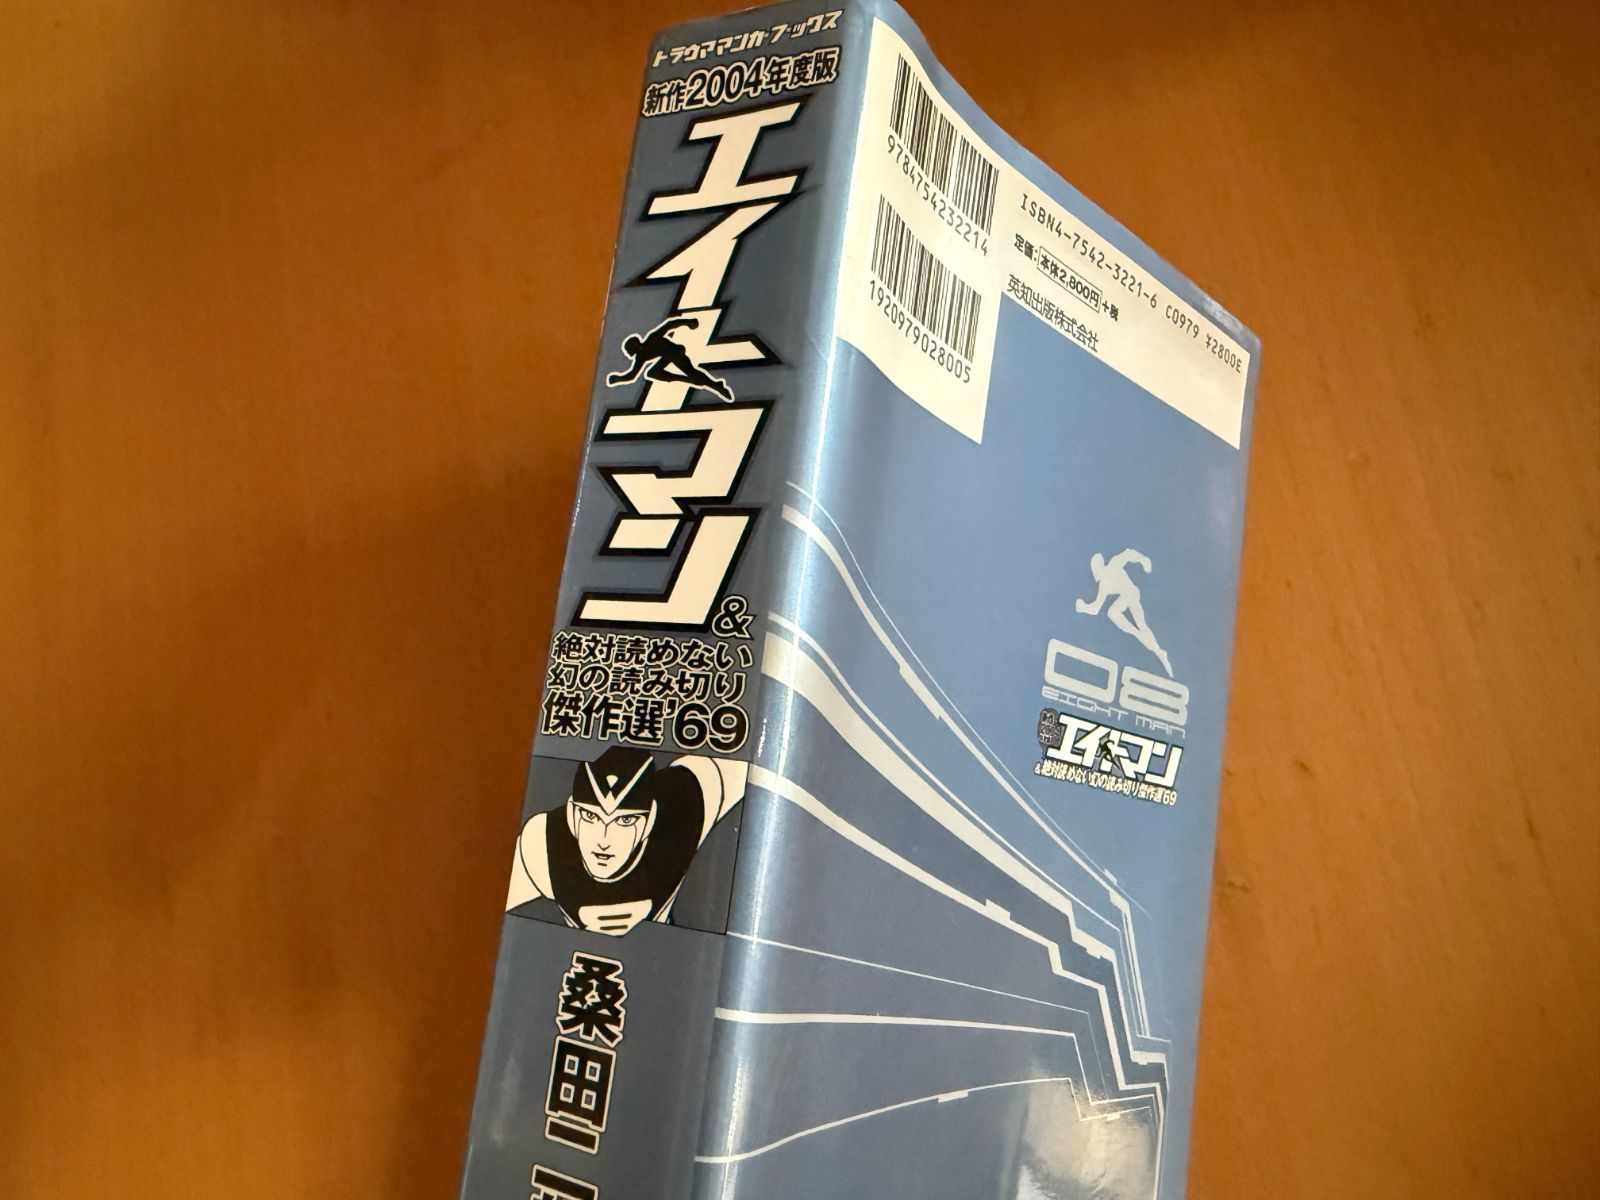 トラウママンガブックス
新作2004年度版
エイトマン
&
絶対読めない
幻の読み切り
傑作選'69
桑田二
9784754232214
1920979028005
ISBN4-7542-3221-6 C0979 ¥2800E
定価:本体2,800円+税
英知出版株式会社
08
EIGHT MAN
エイトマン
&絶対読めない幻の読み切り傑作選'69